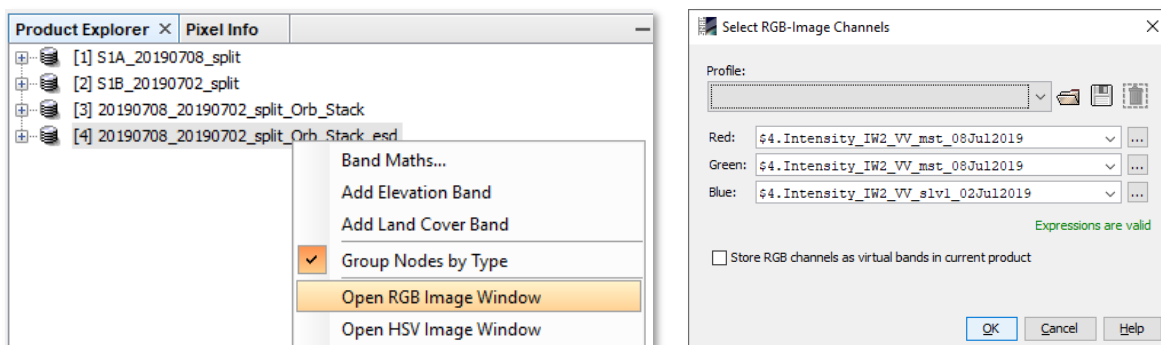 Product Explorer × Pixel Info
[1] S1A_20190708_split
[2] S1B_20190702_split
[3] 20190708_20190702_split_Orb_Stack
[4] 20190708_20190702_split_Orb_Stack_esd
Band Maths...
Add Elevation Band
Add Land Cover Band
Group Nodes by Type
Open RGB Image Window
Open HSV Image Window
Select RGB-Image Channels
Profile:
Red: $4.Intensity_IW2_VV_mst_08Jul2019 ...
Green: $4.Intensity_IW2_VV_mst_08Jul2019 ...
Blue: $4.Intensity_IW2_VV_slv1_02Jul2019 ...
Expressions are valid
Store RGB channels as virtual bands in current product
OK Cancel Help